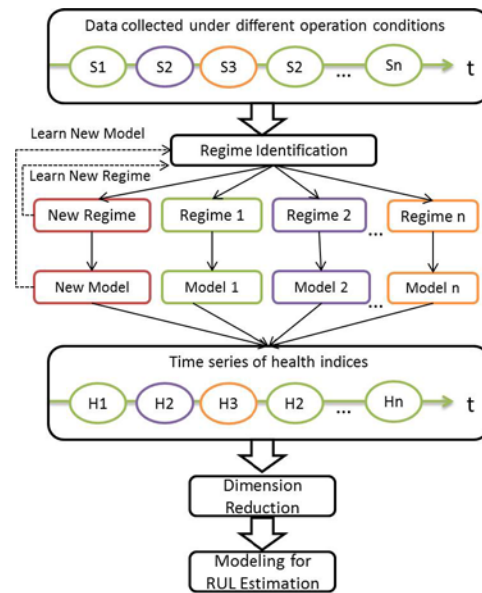 Data collected under different operation conditions
S1 S2 S3 S2 ... Sn t
Learn New Model
Regime Identification
Learn New Regime
New Regime Regime 1 Regime 2 ... Regime n
New Model Model 1 Model 2 ... Model n
Time series of health indices
H1 H2 H3 H2 ... Hn t
Dimension
Reduction
Modeling for
RUL Estimation